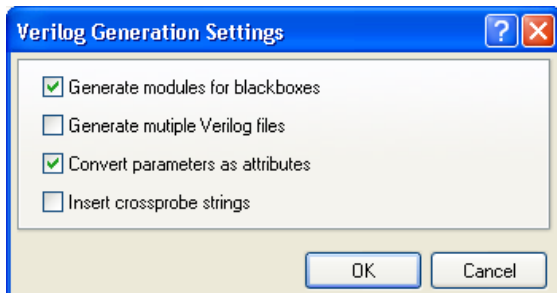 Verilog Generation Settings
Generate modules for blackboxes
Generate mutiple Verilog files
Convert parameters as attributes
Insert crossprobe strings
OK Cancel